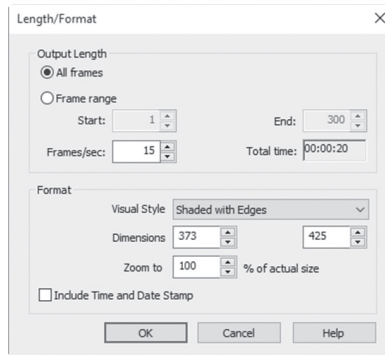 Length/Format
Output Length
All frames
Frame range
Start: 1 End: 300
Frames/sec: 15 Total time: 00:00:20
Format
Visual Style Shaded with Edges
Dimensions 373 425
Zoom to 100 % of actual size
Include Time and Date Stamp
OK Cancel Help